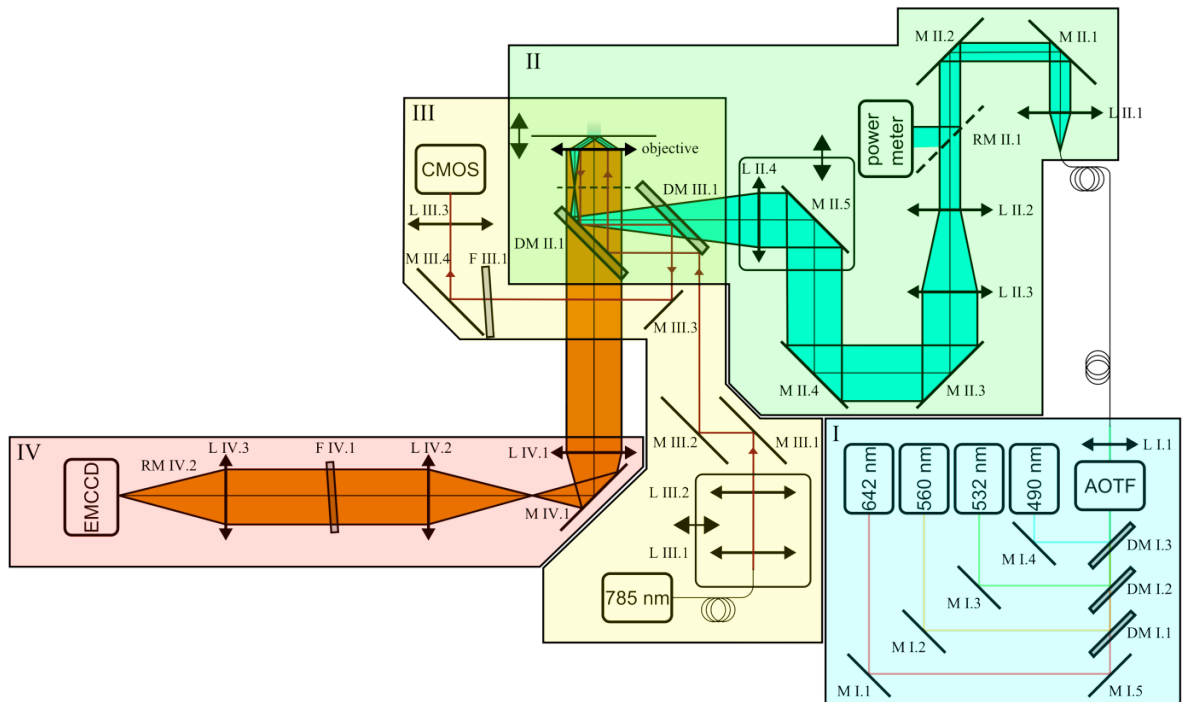 M II.2
M II.1
II
III
power meter
RM II.1
L II.1
objective
CMOS
L II.4
DM III.1
M II.5
L III.3
DM II.1
L II.2
M III.4
F III.1
L II.3
M III.3
M II.4
M II.3
I
IV
L IV.3
F IV.1
L IV.2
L IV.1
M III.2
M III.1
L I.1
RM IV.2
EMCCD
M IV.1
L III.2
642 nm
560 nm
532 nm
490 nm
AOTF
L III.1
M I.4
DM I.3
785 nm
M I.3
DM I.2
M I.2
DM I.1
M I.1
M I.5